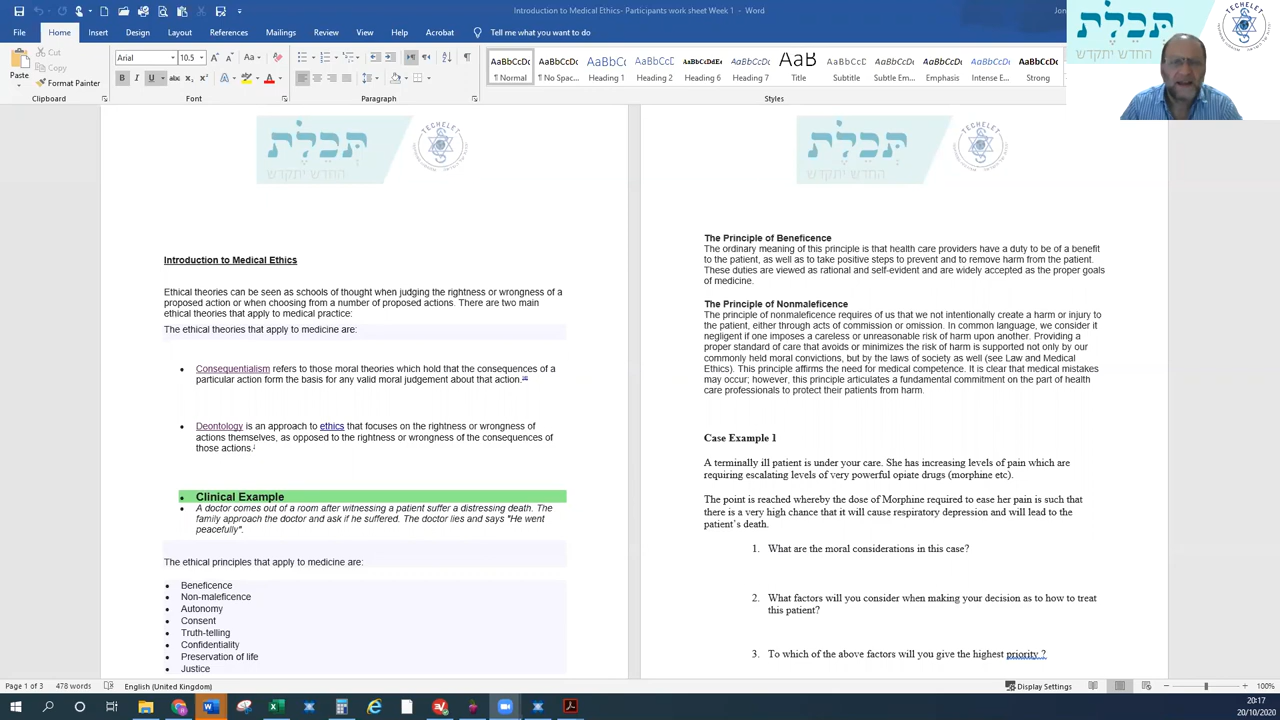 Introduction to Medical Ethics- Participants work sheet Week 1 - Word
Jon
File
Home
Insert
Design
Layout
References
Mailings
Review
View
Help
Acrobat
Tell me what you want to do
Paste
Cut
Copy
Format Painter
Clipboard
Arial
10.5
Font
Paragraph
AaBbCcDc
¶ Normal
¶ No Spac...
Heading 1
Heading 2
Heading 6
Heading 7
Title
Subtitle
Subtle Em...
Emphasis
Intense E...
Strong
Styles
תְּכֵלֶת
החדש יתקדש
TECHELET
תְּכֵלֶת
החדש יתקדש
TECHELET
Introduction to Medical Ethics
Ethical theories can be seen as schools of thought when judging the rightness or wrongness of a
proposed action or when choosing from a number of proposed actions. There are two main
ethical theories that apply to medical practice:
The ethical theories that apply to medicine are:
• Consequentialism refers to those moral theories which hold that the consequences of a
particular action form the basis for any valid moral judgement about that action.
• Deontology is an approach to ethics that focuses on the rightness or wrongness of
actions themselves, as opposed to the rightness or wrongness of the consequences of
those actions.
• Clinical Example
• A doctor comes out of a room after witnessing a patient suffer a distressing death. The
family approach the doctor and ask if he suffered. The doctor lies and says "He went
peacefully".
The ethical principles that apply to medicine are:
• Beneficence
• Non-maleficence
• Autonomy
• Consent
• Truth-telling
• Confidentiality
• Preservation of life
• Justice
תְּכֵלֶת
החדש יתקדש
TECHELET
The Principle of Beneficence
The ordinary meaning of this principle is that health care providers have a duty to be of a benefit
to the patient, as well as to take positive steps to prevent and to remove harm from the patient.
These duties are viewed as rational and self-evident and are widely accepted as the proper goals
of medicine.
The Principle of Nonmaleficence
The principle of nonmaleficence requires of us that we not intentionally create a harm or injury to
the patient, either through acts of commission or omission. In common language, we consider it
negligent if one imposes a careless or unreasonable risk of harm upon another. Providing a
proper standard of care that avoids or minimizes the risk of harm is supported not only by our
commonly held moral convictions, but by the laws of society as well (see Law and Medical
Ethics). This principle affirms the need for medical competence. It is clear that medical mistakes
may occur; however, this principle articulates a fundamental commitment on the part of health
care professionals to protect their patients from harm.
Case Example 1
A terminally ill patient is under your care. She has increasing levels of pain which are
requiring escalating levels of very powerful opiate drugs (morphine etc).
The point is reached whereby the dose of Morphine required to ease her pain is such that
there is a very high chance that it will cause respiratory depression and will lead to the
patient's death.
1. What are the moral considerations in this case?
2. What factors will you consider when making your decision as to how to treat
this patient?
3. To which of the above factors will you give the highest priority ?
Page 1 of 3
478 words
English (United Kingdom)
Display Settings
100%
20:17
20/10/2020